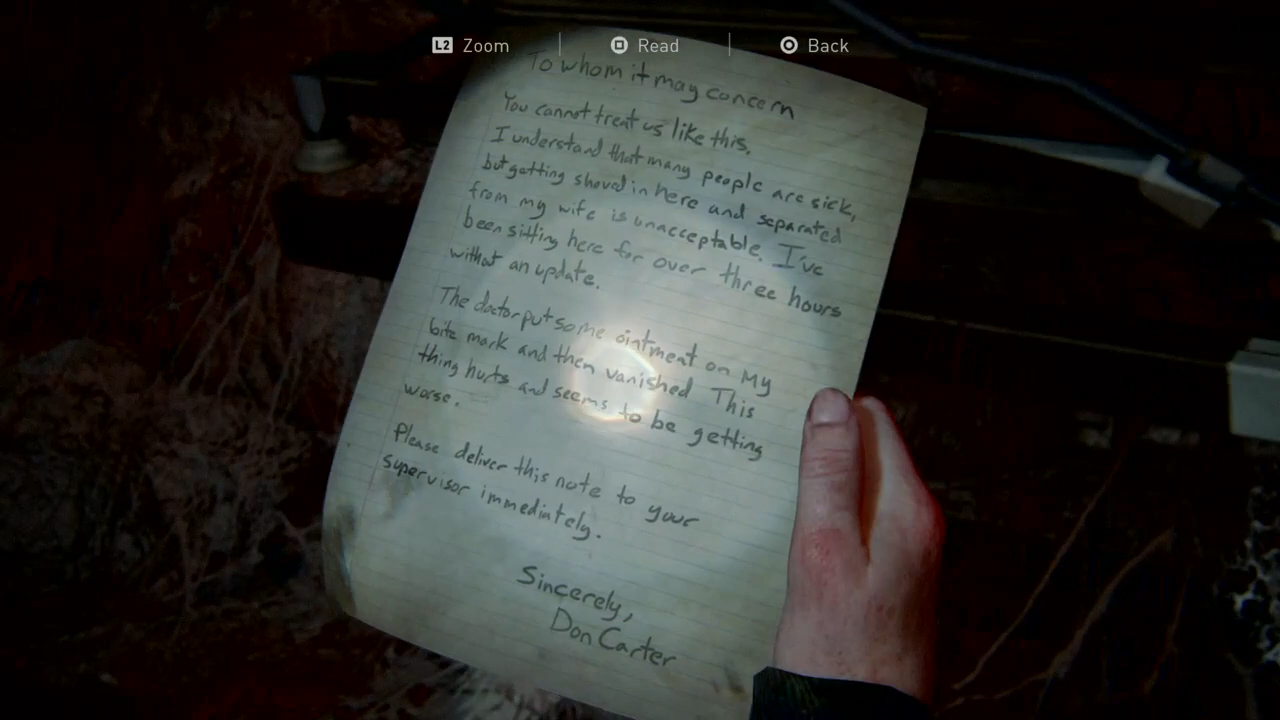 L2 Zoom Read Back
To whom it may concern
You cannot treat us like this.
I understand that many people are sick,
but getting shoved in here and separated
from my wife is unacceptable. I've
been sitting here for over three hours
without an update.
The doctor put some ointment on my
bite mark and then vanished This
thing hurts and seems to be getting
worse.
Please deliver this note to your
supervisor immediately.
Sincerely,
Don Carter